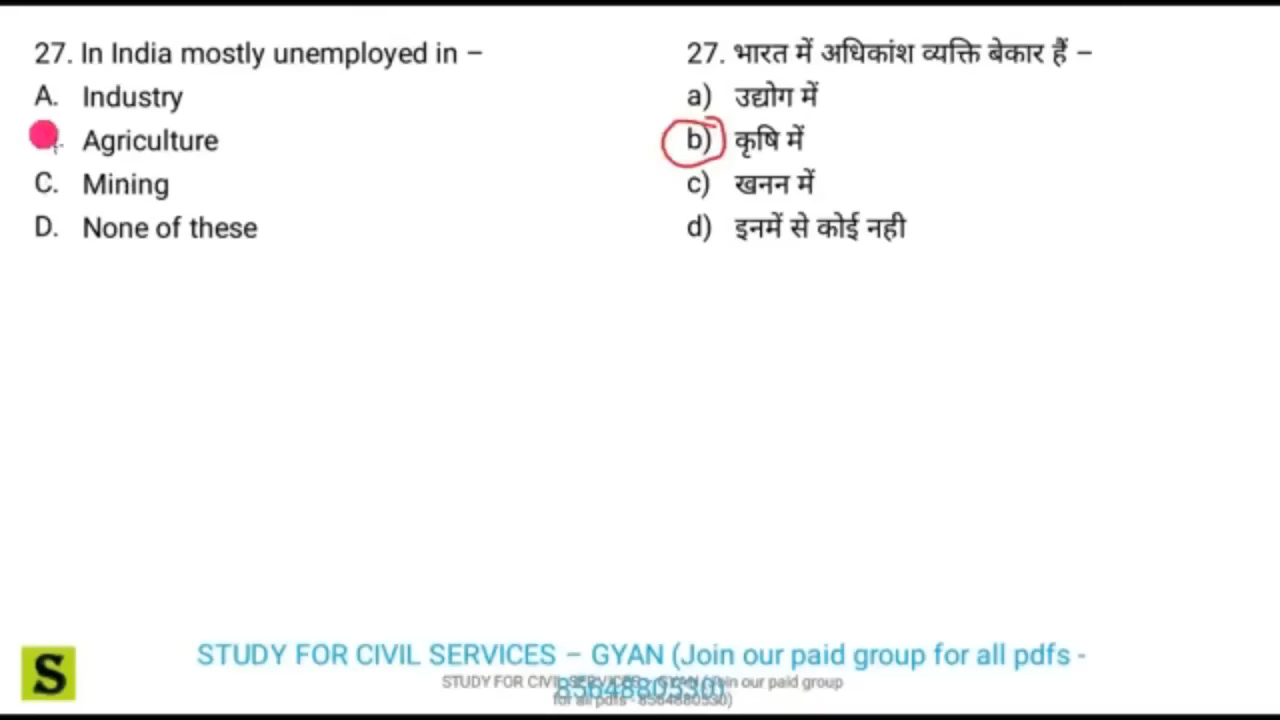 27. In India mostly unemployed in –
A. Industry
Agriculture
C. Mining
D. None of these
27. भारत में अधिकांश व्यक्ति बेकार हैं –
a) उद्योग में
b) कृषि में
c) खनन में
d) इनमें से कोई नही
S
STUDY FOR CIVIL SERVICES – GYAN (Join our paid group for all pdfs -
8564880530)
STUDY FOR CIVIL SERVICES – GYAN (Join our paid group
for all pdfs - 8564880530)